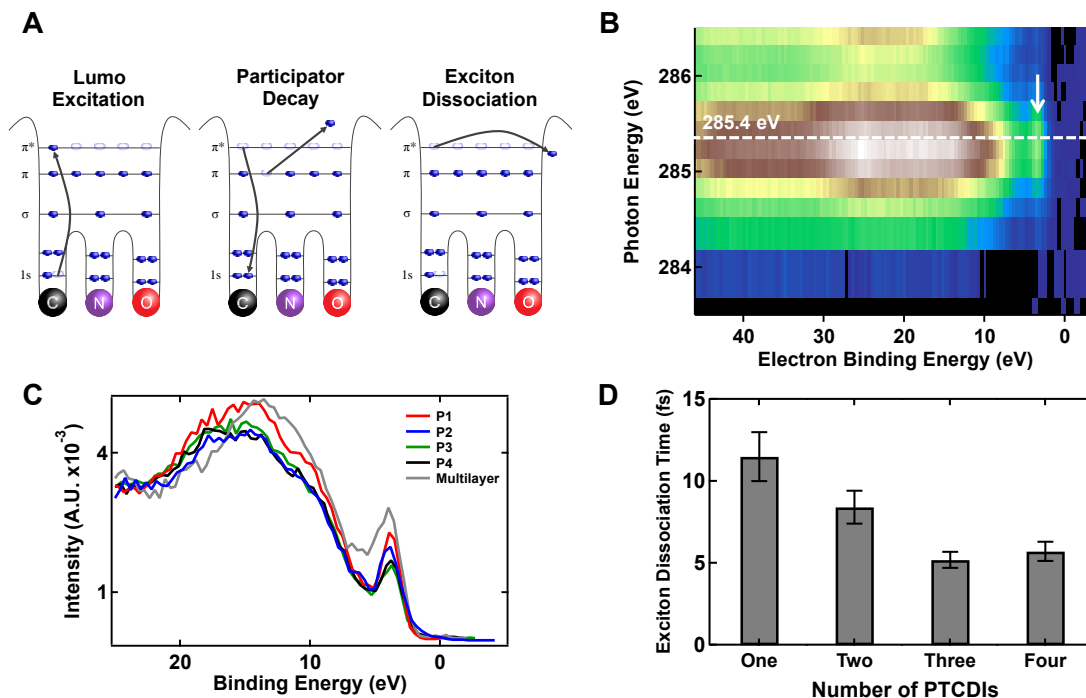 A
Lumo
Excitation
Participator
Decay
Exciton
Dissociation
π*
π
σ
1s
C N O
π*
π
σ
1s
C N O
π*
π
σ
1s
C N O
B
Photon Energy (eV)
286
285
284
285.4 eV
40 30 20 10 0
Electron Binding Energy (eV)
C
Intensity (A.U. x10⁻³)
4
1
P1
P2
P3
P4
Multilayer
20 10 0
Binding Energy (eV)
D
Exciton Dissociation Time (fs)
15
10
5
0
One Two Three Four
Number of PTCDIs